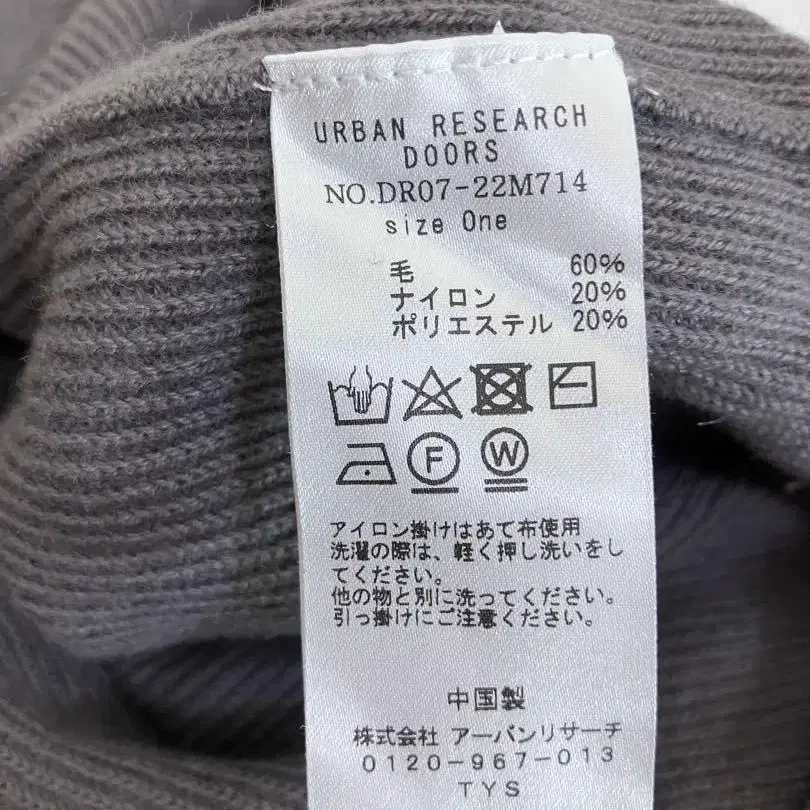 URBAN RESEARCH
DOORS
NO.DR07-22M714
size One
毛 60%
ナイロン 20%
ポリエステル 20%
F W
アイロン掛けはあて布使用
洗濯の際は、軽く押し洗いをし
てください。
他の物と別に洗ってください。
引っ掛けにご注意ください。
中国製
株式会社 アーバンリサーチ
0120-967-013
TYS